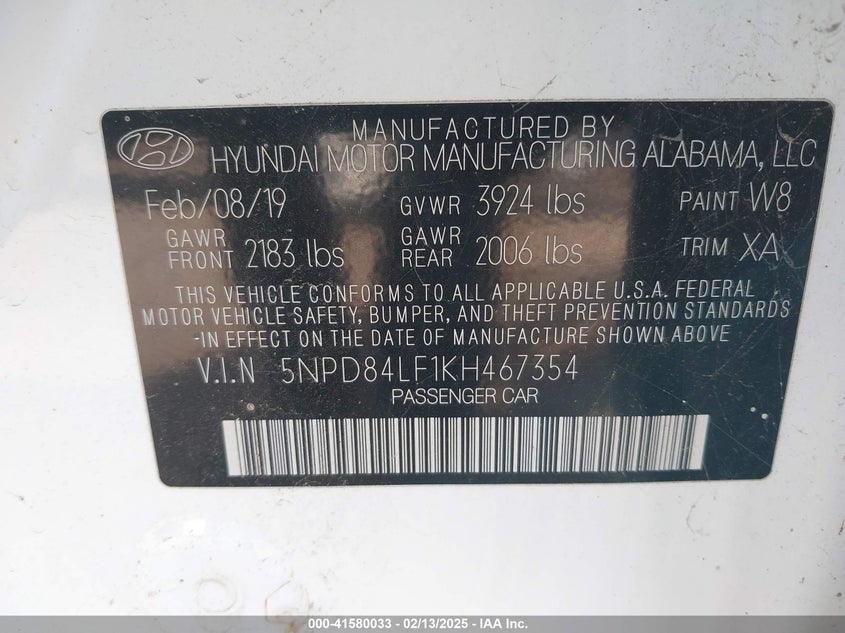 MANUFACTURED BY
HYUNDAI MOTOR MANUFACTURING ALABAMA, LLC
Feb/08/19 GVWR 3924 lbs PAINT W8
GAWR FRONT 2183 lbs GAWR REAR 2006 lbs TRIM XA
THIS VEHICLE CONFORMS TO ALL APPLICABLE U.S.A. FEDERAL
MOTOR VEHICLE SAFETY, BUMPER, AND THEFT PREVENTION STANDARDS
IN EFFECT ON THE DATE OF MANUFACTURE SHOWN ABOVE
V.I.N 5NPD84LF1KH467354
PASSENGER CAR
000-41580033 - 02/13/2025 - IAA Inc.